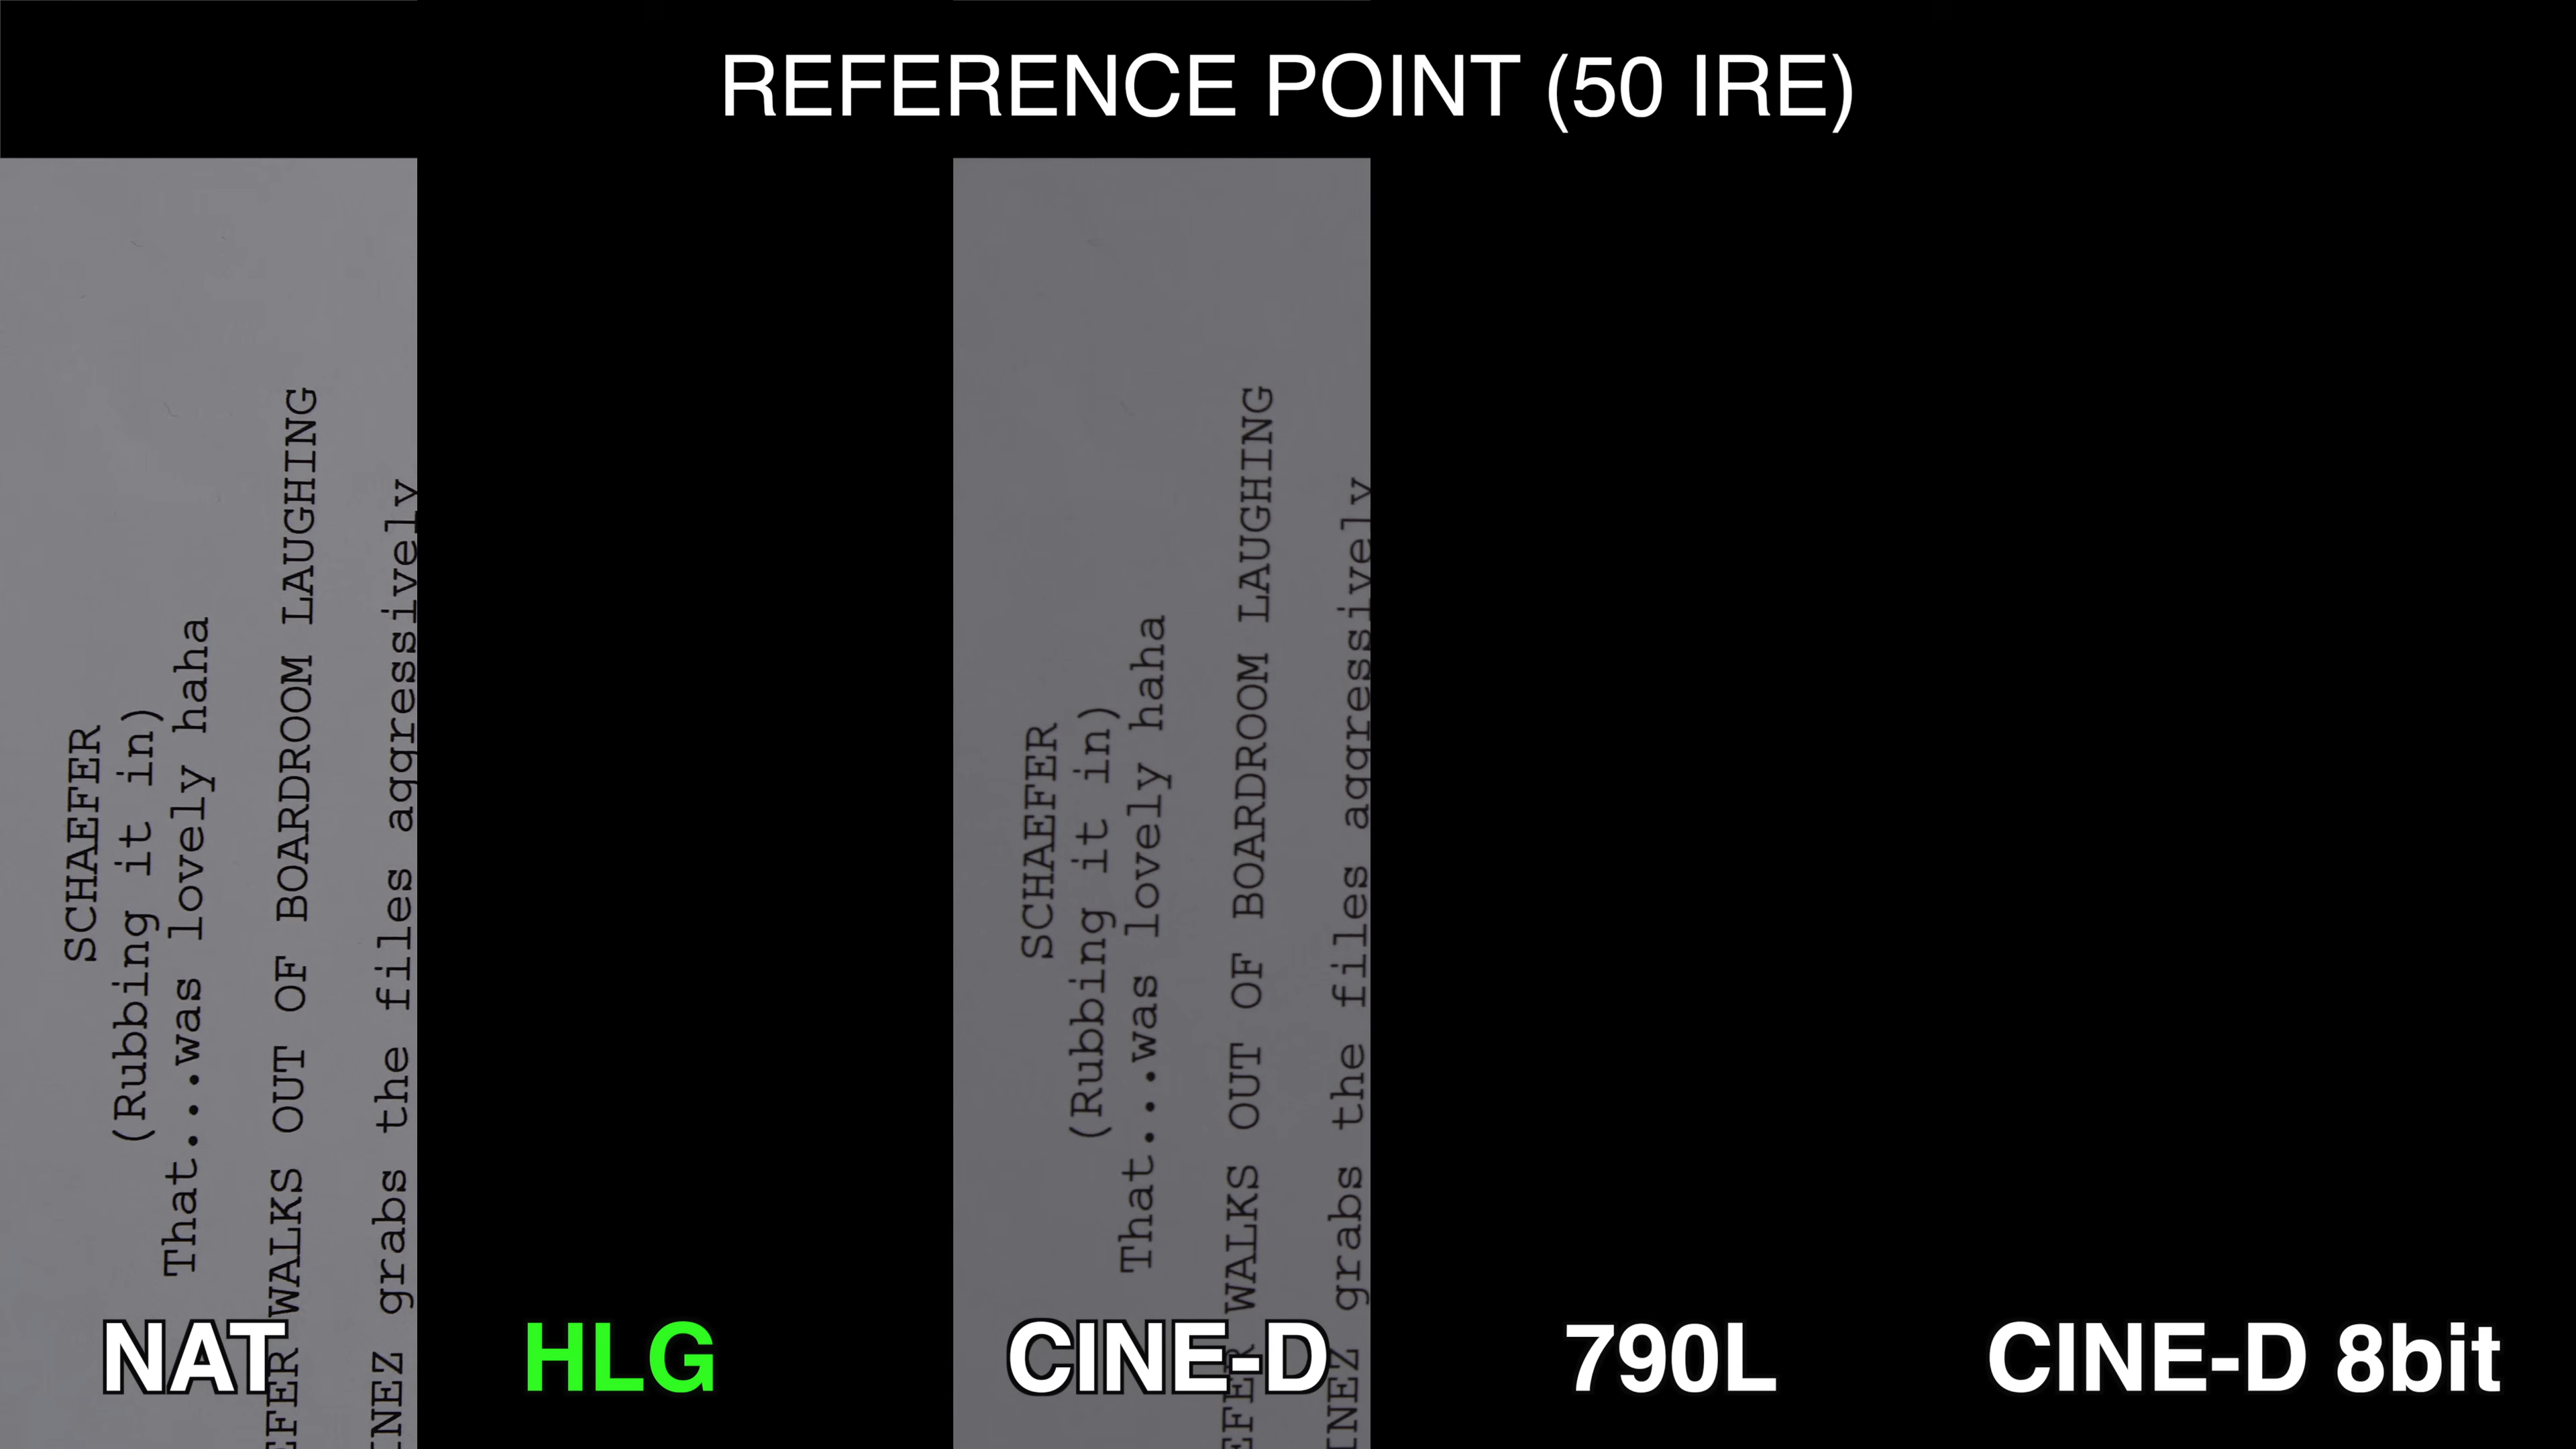 REFERENCE POINT (50 IRE)
SCHAEFER
(Rubbing it in)
That...was lovely haha
WALKS OUT OF BOARDROOM LAUGHING
grabs the files aggressively
SCHAEFER
(Rubbing it in)
That...was lovely haha
WALKS OUT OF BOARDROOM LAUGHING
grabs the files aggressively
NAT
HLG
CINE-D
790L
CINE-D 8bit